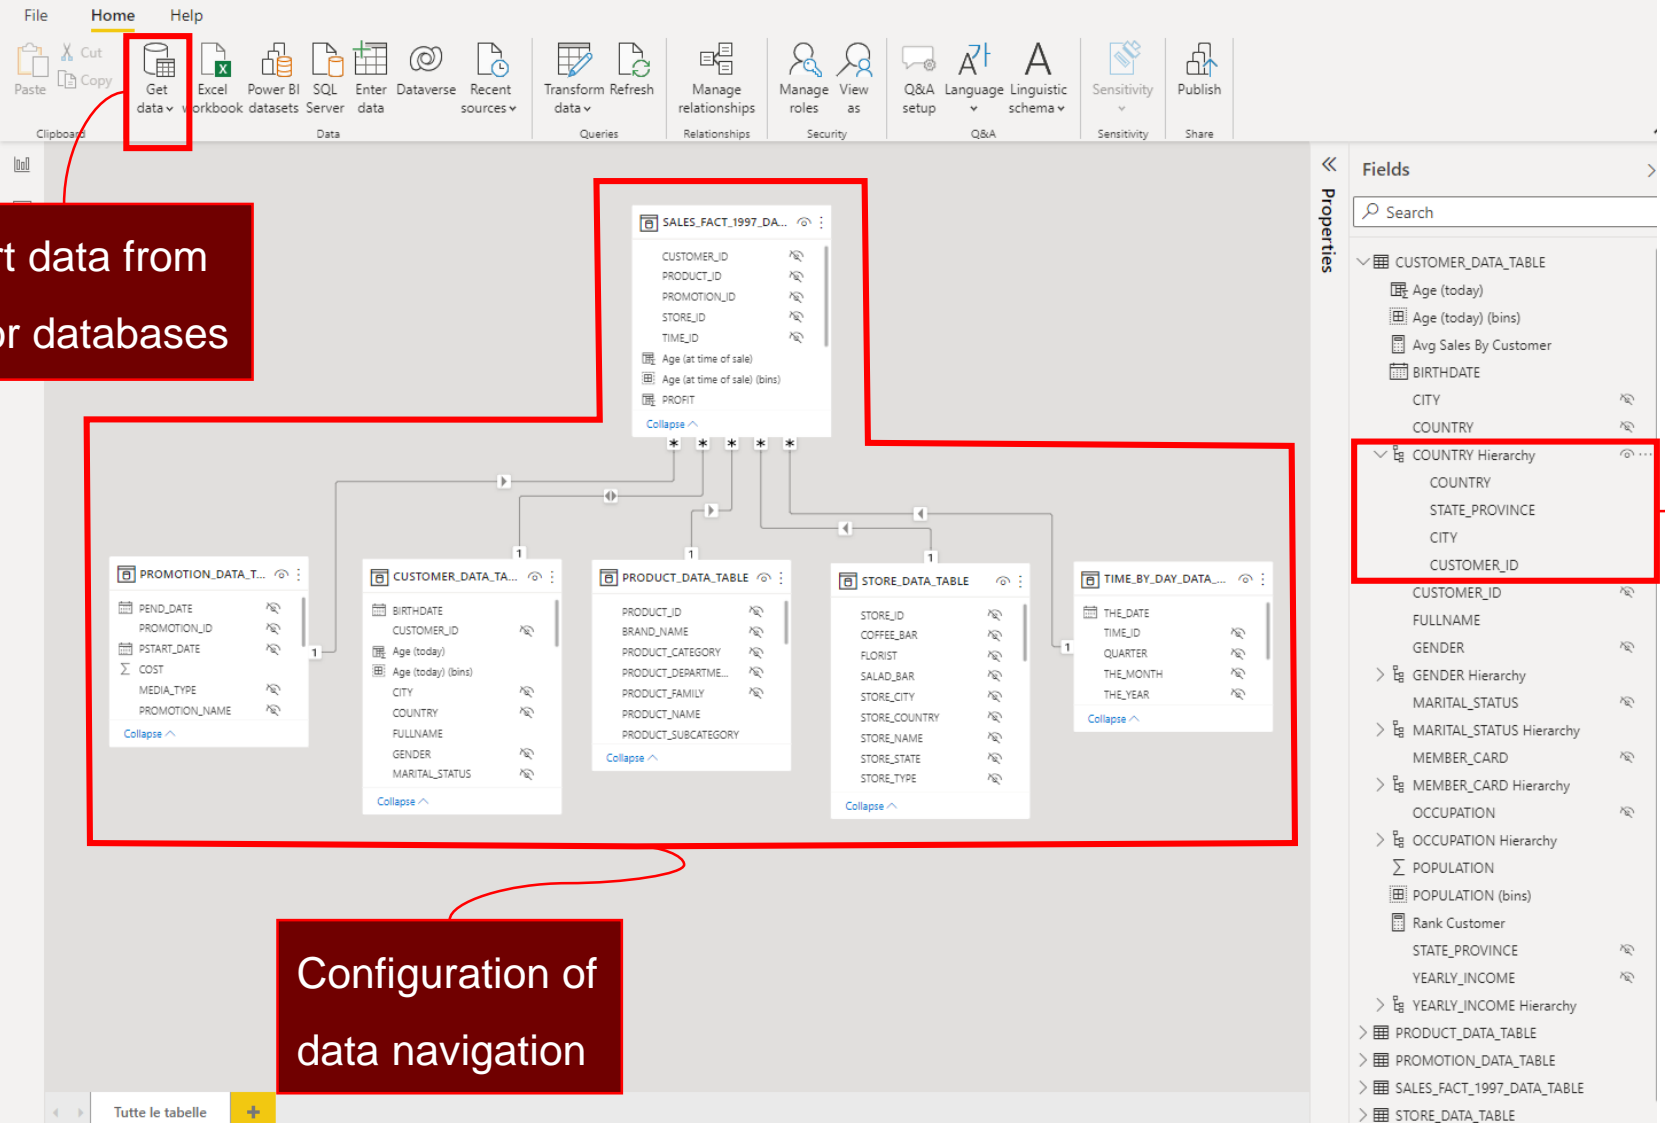 File Home Help
Paste Cut Copy
Get data
Excel workbook
Power BI datasets
SQL Server
Enter data
Dataverse
Recent sources
Transform data
Refresh
Manage relationships
Manage roles
View as
Q&A setup
Language
Linguistic schema
Sensitivity
Publish
Clipboard Data Queries Relationships Security Q&A Sensitivity Share
rt data from
or databases
SALES_FACT_1997_DA...
CUSTOMER_ID
PRODUCT_ID
PROMOTION_ID
STORE_ID
TIME_ID
Age (at time of sale)
Age (at time of sale) (bins)
PROFIT
Collapse
* * * * *
1 1 1 1 1
PROMOTION_DATA_T...
PEND_DATE
PROMOTION_ID
PSTART_DATE
COST
MEDIA_TYPE
PROMOTION_NAME
Collapse
CUSTOMER_DATA_TA...
BIRTHDATE
CUSTOMER_ID
Age (today)
Age (today) (bins)
CITY
COUNTRY
FULLNAME
GENDER
MARITAL_STATUS
Collapse
PRODUCT_DATA_TABLE
PRODUCT_ID
BRAND_NAME
PRODUCT_CATEGORY
PRODUCT_DEPARTME...
PRODUCT_FAMILY
PRODUCT_NAME
PRODUCT_SUBCATEGORY
Collapse
STORE_DATA_TABLE
STORE_ID
COFFEE_BAR
FLORIST
SALAD_BAR
STORE_CITY
STORE_COUNTRY
STORE_NAME
STORE_STATE
STORE_TYPE
Collapse
TIME_BY_DAY_DATA_...
THE_DATE
TIME_ID
QUARTER
THE_MONTH
THE_YEAR
Collapse
Configuration of
data navigation
Tutte le tabelle +
Properties
Fields
Search
CUSTOMER_DATA_TABLE
Age (today)
Age (today) (bins)
Avg Sales By Customer
BIRTHDATE
CITY
COUNTRY
COUNTRY Hierarchy
COUNTRY
STATE_PROVINCE
CITY
CUSTOMER_ID
CUSTOMER_ID
FULLNAME
GENDER
GENDER Hierarchy
MARITAL_STATUS
MARITAL_STATUS Hierarchy
MEMBER_CARD
MEMBER_CARD Hierarchy
OCCUPATION
OCCUPATION Hierarchy
POPULATION
POPULATION (bins)
Rank Customer
STATE_PROVINCE
YEARLY_INCOME
YEARLY_INCOME Hierarchy
PRODUCT_DATA_TABLE
PROMOTION_DATA_TABLE
SALES_FACT_1997_DATA_TABLE
STORE_DATA_TABLE